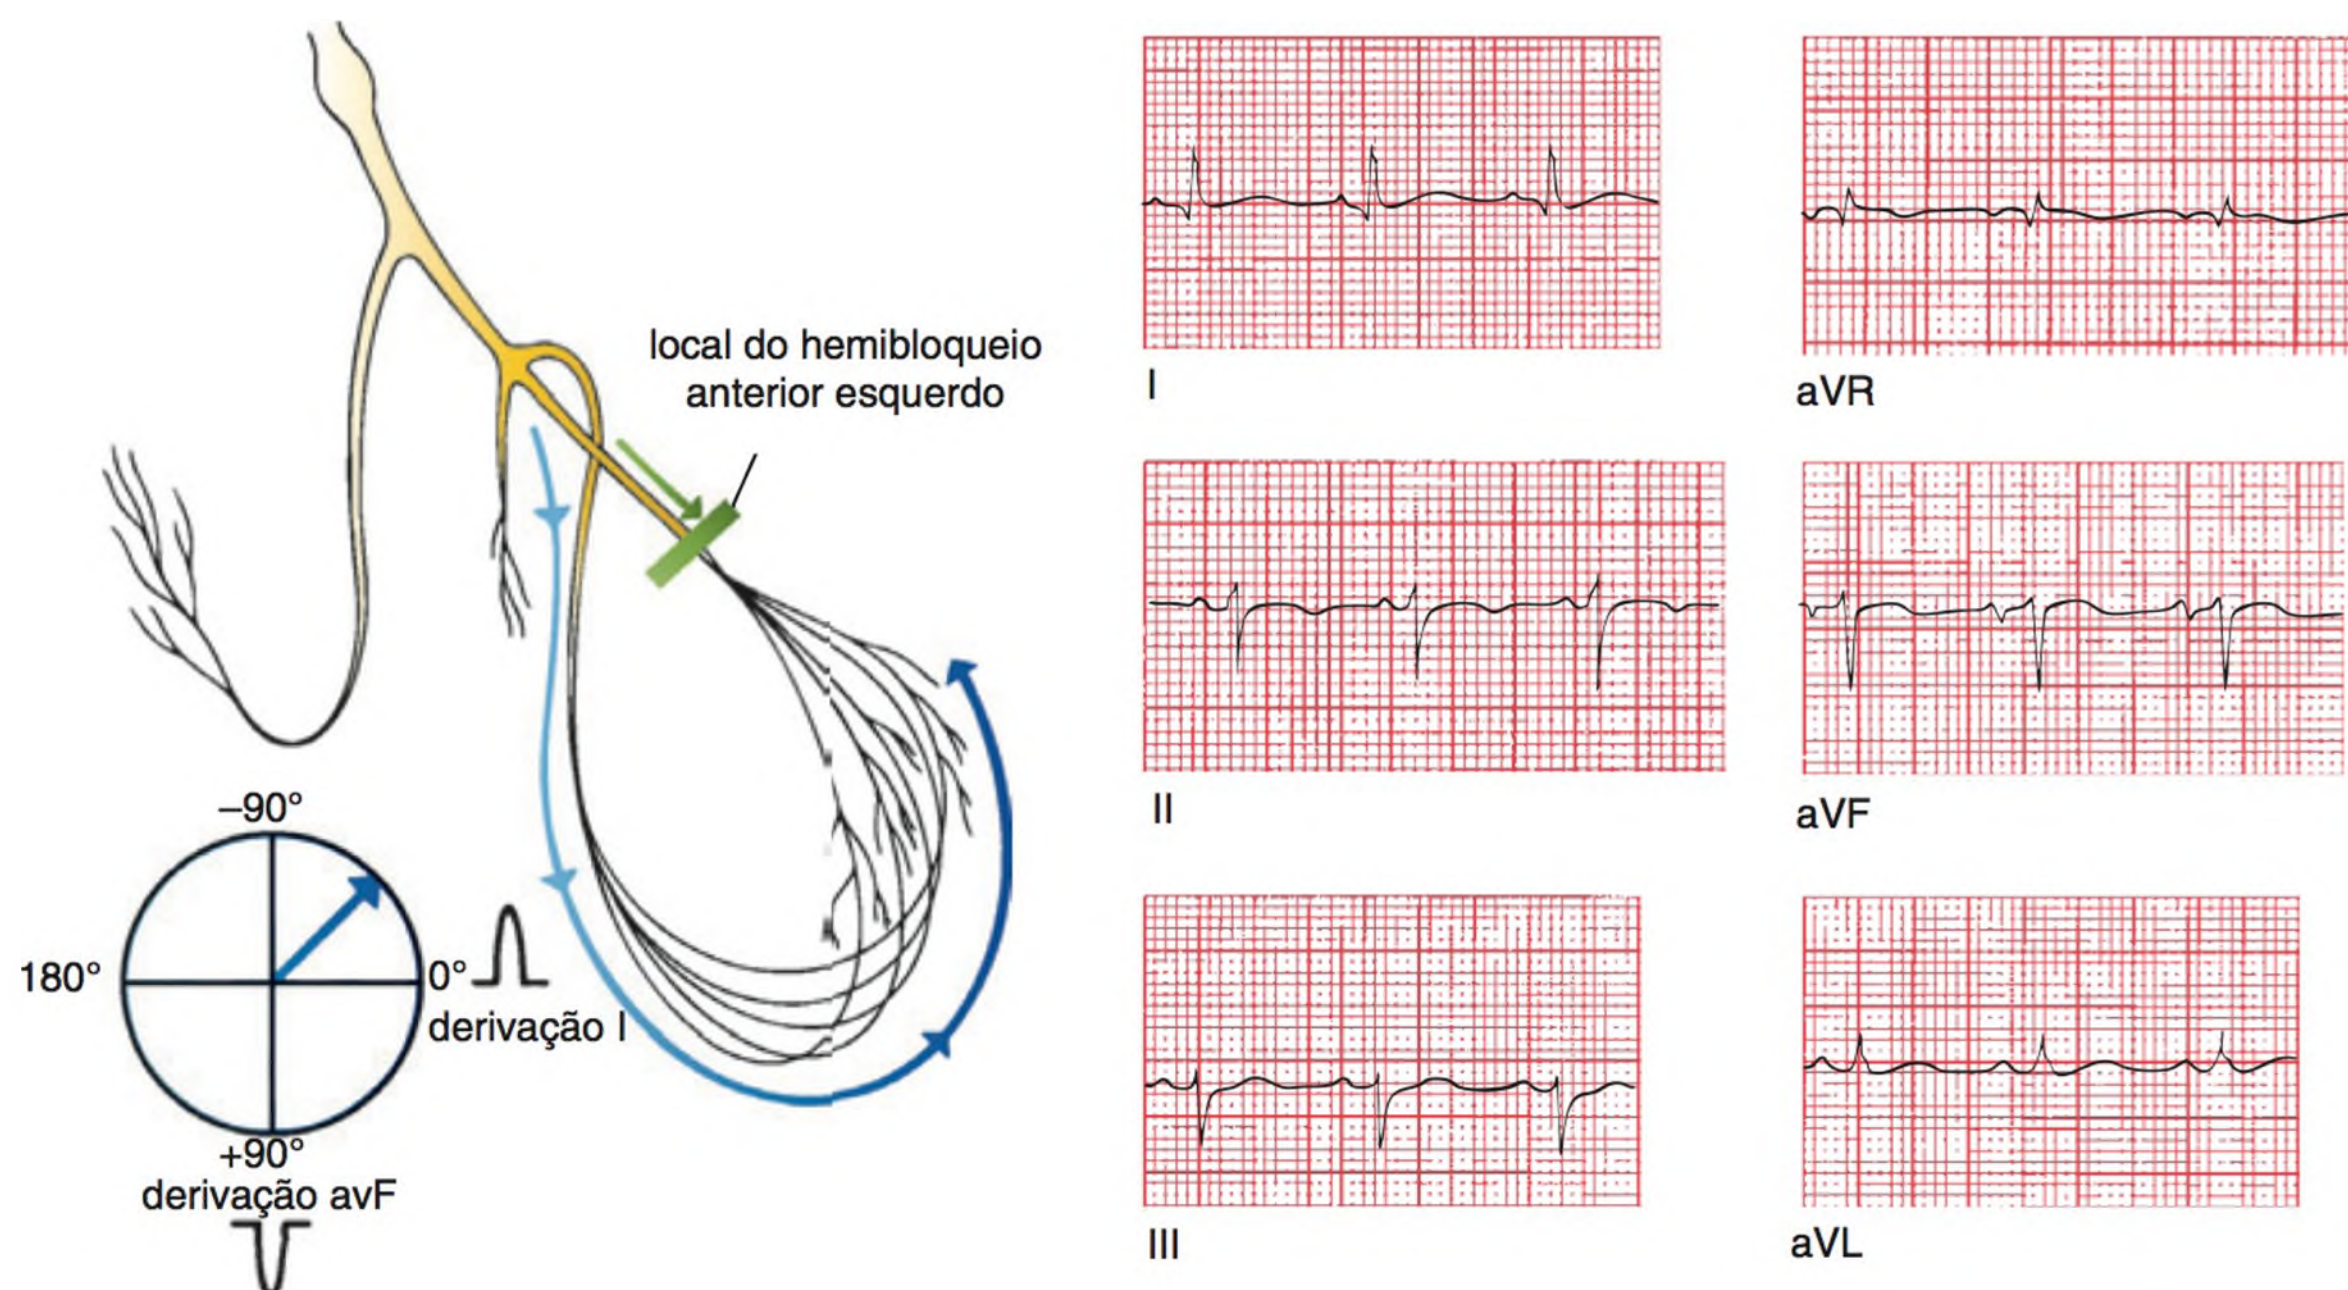 local do hemibloqueio
anterior esquerdo
–90°
180°
0°
derivação I
+90°
derivação avF
I
aVR
II
aVF
III
aVL